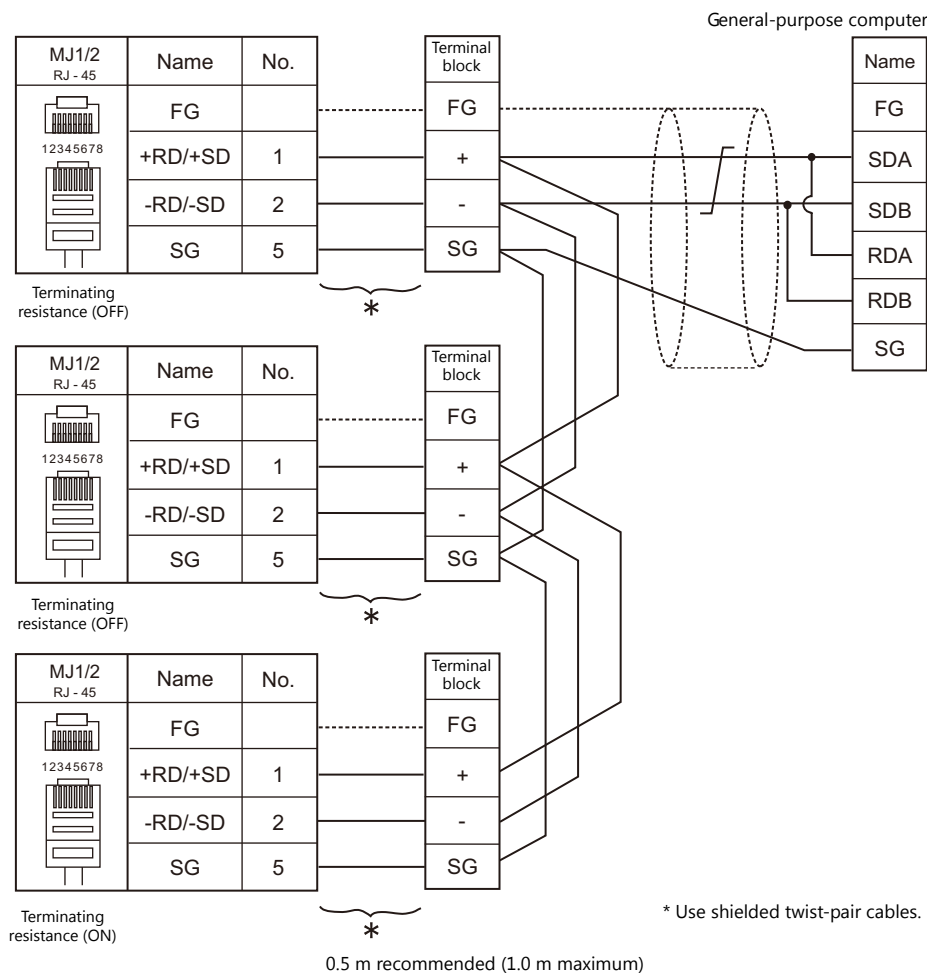 General-purpose computer
MJ1/2
RJ - 45
Name
No.
Terminal
block
Name
FG
FG
FG
12345678
+RD/+SD
1
+
SDA
-RD/-SD
2
-
SDB
SG
5
SG
RDA
RDB
SG
Terminating
resistance (OFF)
*
MJ1/2
RJ - 45
Name
No.
Terminal
block
FG
FG
12345678
+RD/+SD
1
+
-RD/-SD
2
-
SG
5
SG
Terminating
resistance (OFF)
*
MJ1/2
RJ - 45
Name
No.
Terminal
block
FG
FG
12345678
+RD/+SD
1
+
-RD/-SD
2
-
SG
5
SG
Terminating
resistance (ON)
*
* Use shielded twist-pair cables.
0.5 m recommended (1.0 m maximum)